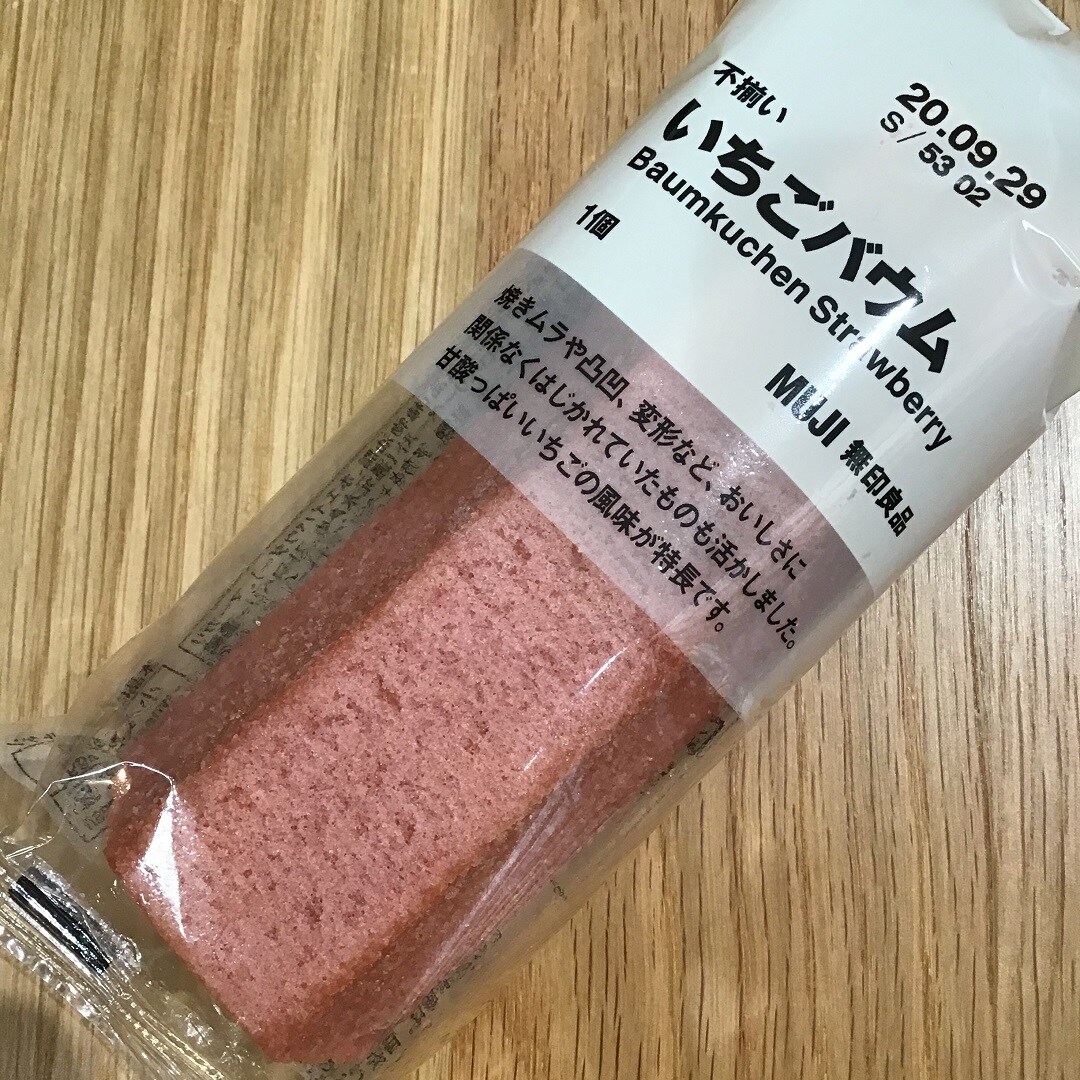 20.09.29
S/53 02
不揃い
いちごバウム
Baumkuchen Strawberry
1個
MUJI 無印良品
焼きムラや凸凹、変形など、おいしさに
関係なくはじかれていたものも活かしました。
甘酸っぱいいちごの風味が特長です。